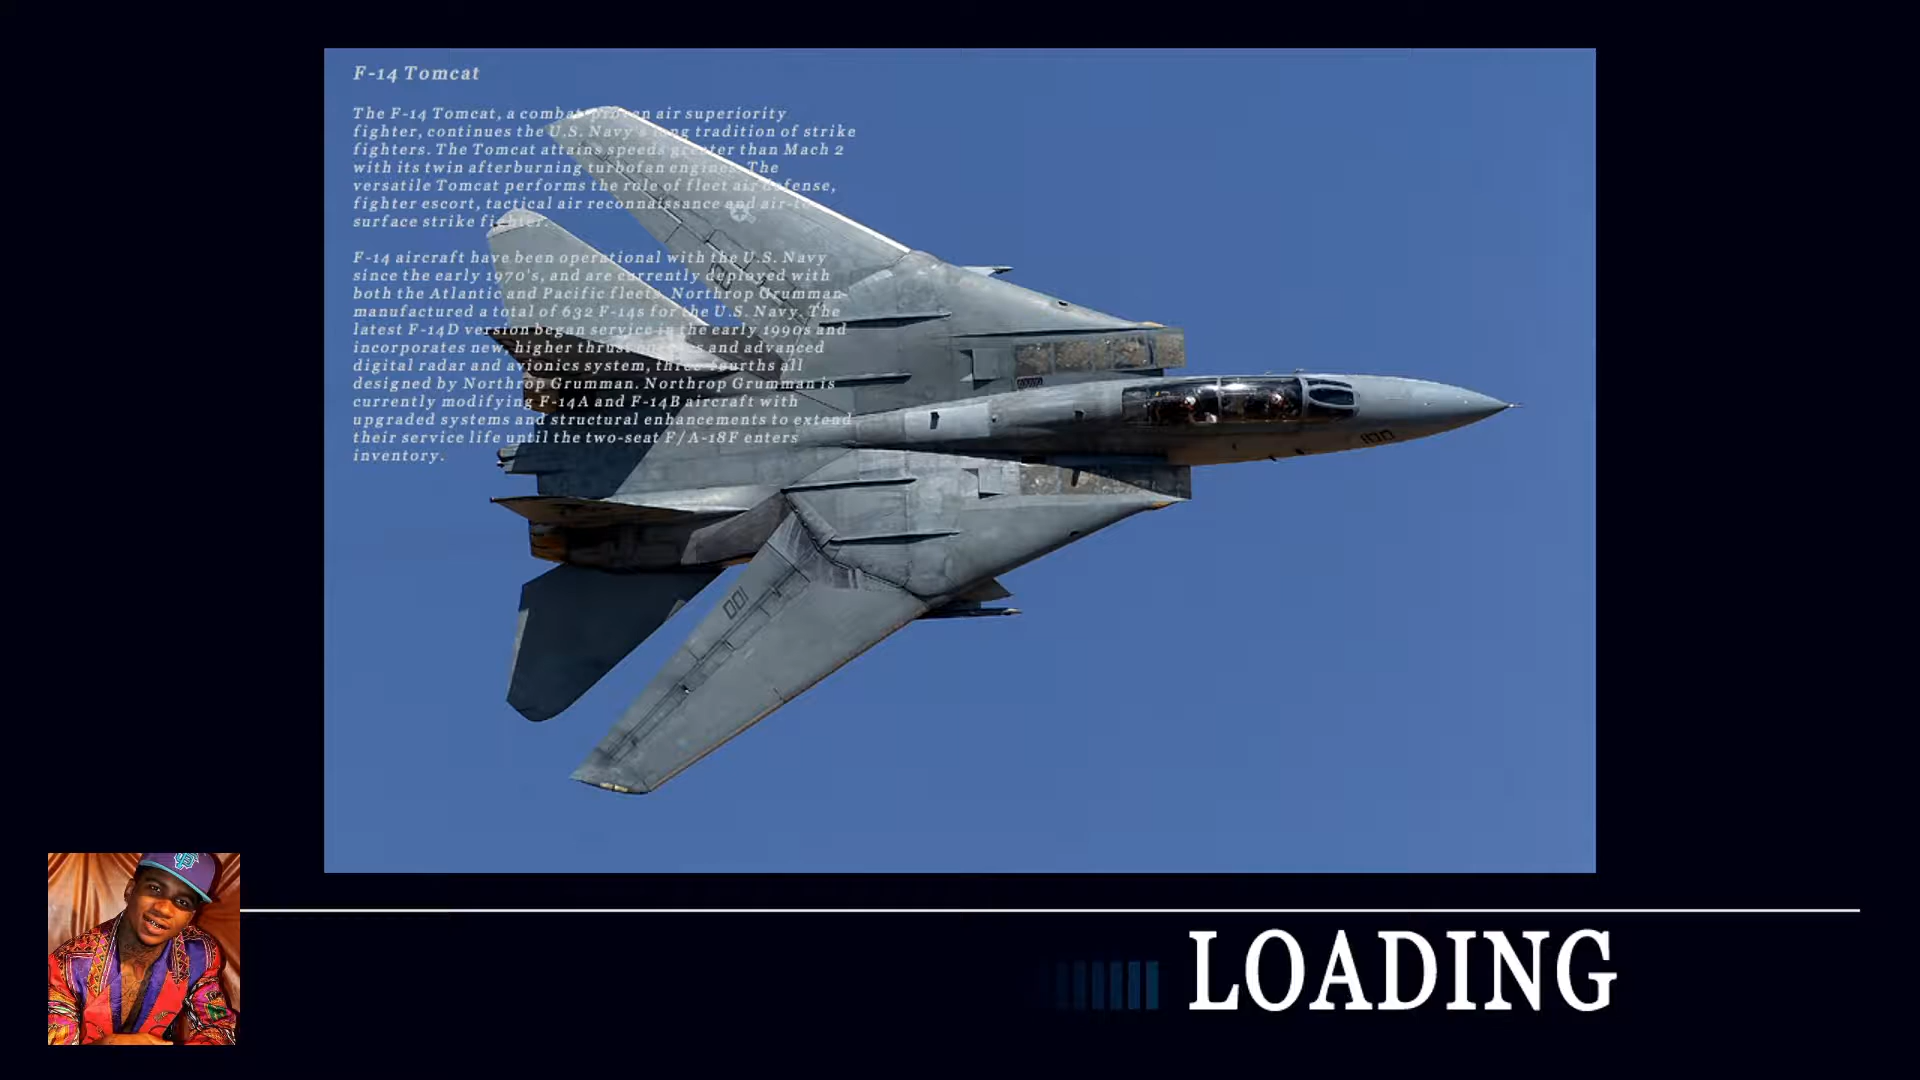 F-14 Tomcat
The F-14 Tomcat, a combat-proven air superiority
fighter, continues the U.S. Navy's long tradition of strike
fighters. The Tomcat attains speeds greater than Mach 2
with its twin afterburning turbofan engines. The
versatile Tomcat performs the role of fleet air defense,
fighter escort, tactical air reconnaissance and air-to-
surface strike fighter.
F-14 aircraft have been operational with the U.S. Navy
since the early 1970's, and are currently deployed with
both the Atlantic and Pacific fleets. Northrop Grumman
manufactured a total of 632 F-14s for the U.S. Navy. The
latest F-14D version began service in the early 1990s and
incorporates new, higher thrust engines and advanced
digital radar and avionics system, three-fourths all
designed by Northrop Grumman. Northrop Grumman is
currently modifying F-14A and F-14B aircraft with
upgraded systems and structural enhancements to extend
their service life until the two-seat F/A-18F enters
inventory.
100
001
LOADING